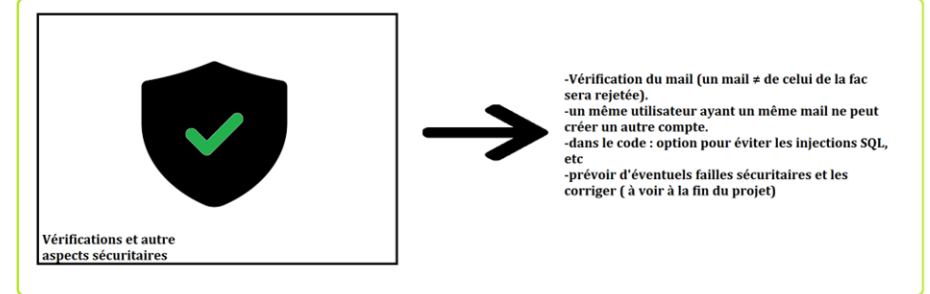 -Vérification du mail (un mail ≠ de celui de la fac
sera rejetée).
-un même utilisateur ayant un même mail ne peut
créer un autre compte.
-dans le code : option pour éviter les injections SQL,
etc
-prévoir d'éventuels failles sécuritaires et les
corriger ( à voir à la fin du projet)
Vérifications et autre
aspects sécuritaires